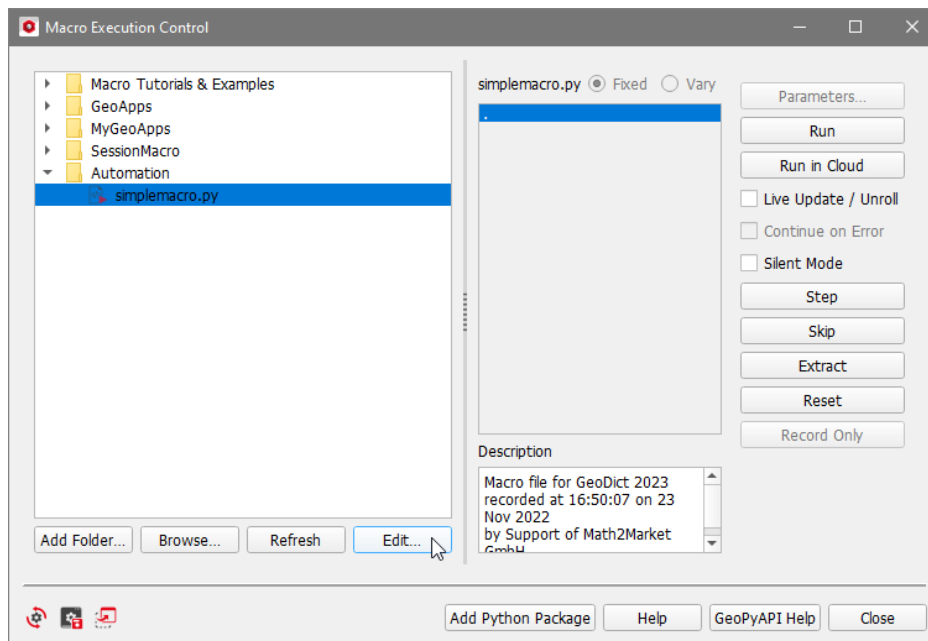 Macro Execution Control
Macro Tutorials & Examples
GeoApps
MyGeoApps
SessionMacro
Automation
simplemacro.py
Add Folder...
Browse...
Refresh
Edit...
simplemacro.py Fixed Vary
.
Description
Macro file for GeoDict 2023
recorded at 16:50:07 on 23
Nov 2022
by Support of Math2Market
GmbH
Parameters...
Run
Run in Cloud
Live Update / Unroll
Continue on Error
Silent Mode
Step
Skip
Extract
Reset
Record Only
Add Python Package
Help
GeoPyAPI Help
Close